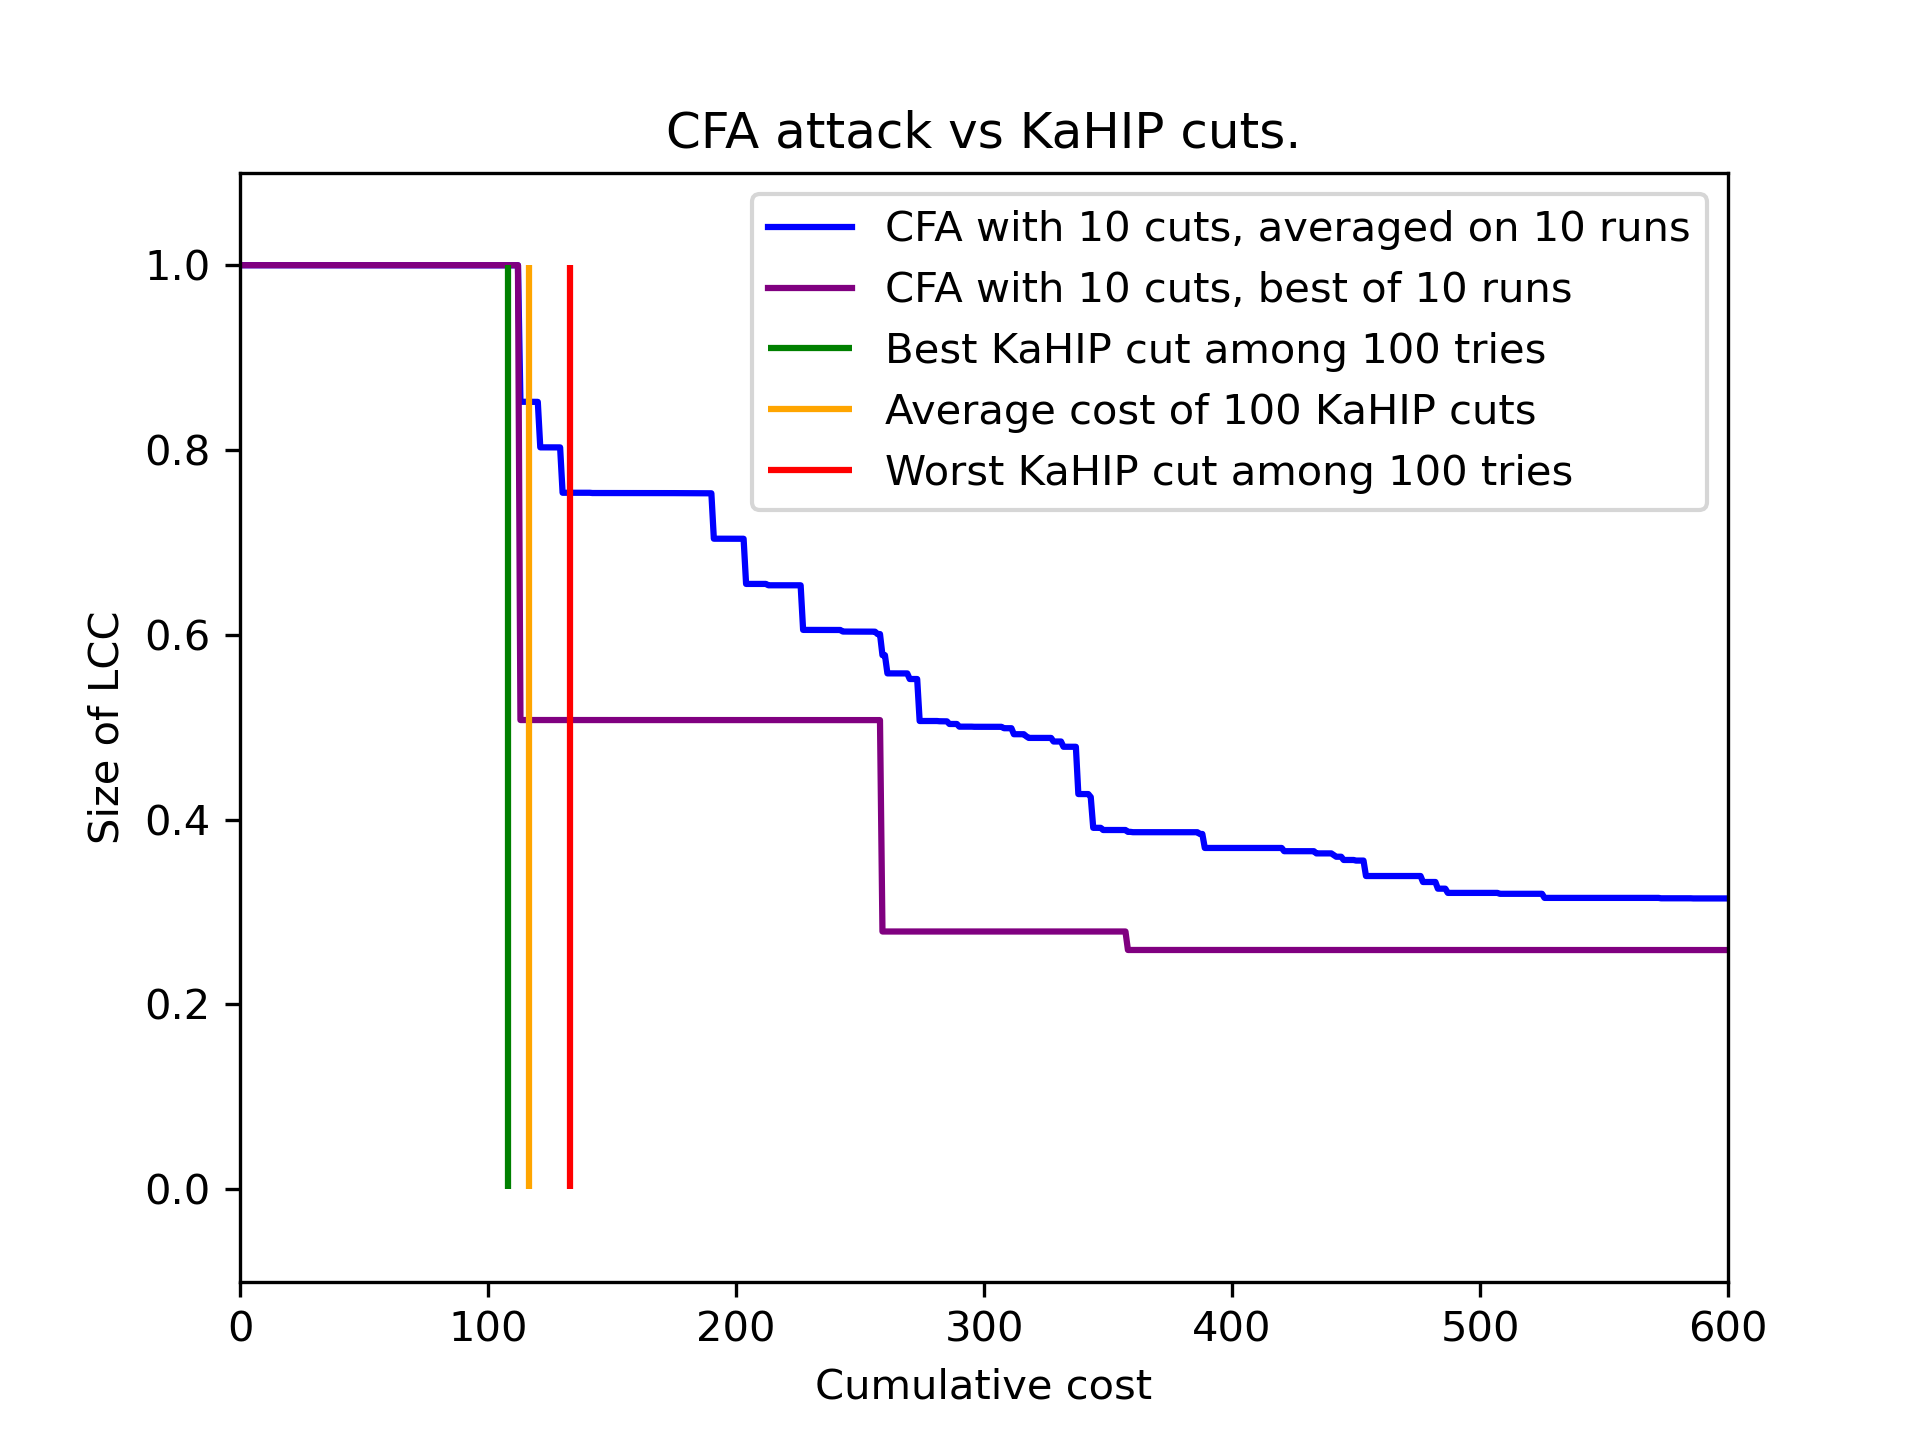 CFA attack vs KaHIP cuts.
CFA with 10 cuts, averaged on 10 runs
CFA with 10 cuts, best of 10 runs
Best KaHIP cut among 100 tries
Average cost of 100 KaHIP cuts
Worst KaHIP cut among 100 tries
Size of LCC
1.0
0.8
0.6
0.4
0.2
0.0
0 100 200 300 400 500 600
Cumulative cost